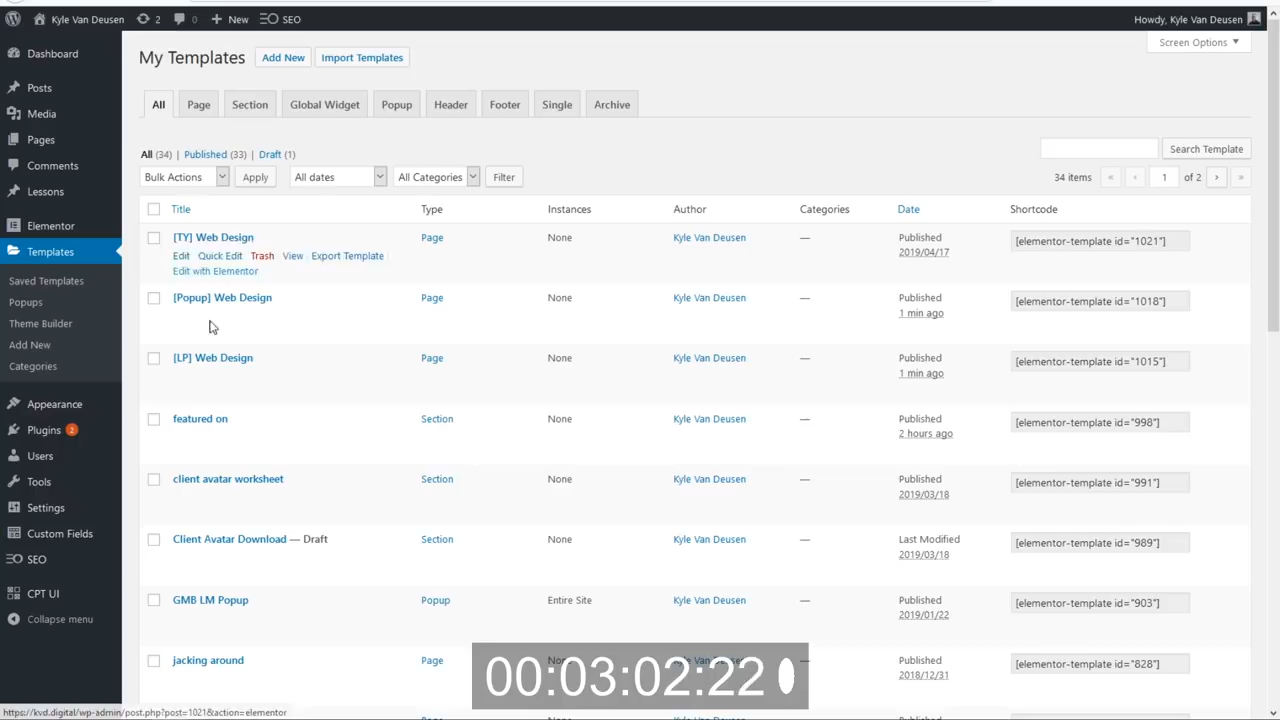 Kyle Van Deusen 2 0 New SEO Howdy, Kyle Van Deusen
Screen Options
Dashboard
Posts
Media
Pages
Comments
Lessons
Elementor
Templates
Saved Templates
Popups
Theme Builder
Add New
Categories
Appearance
Plugins 2
Users
Tools
Settings
Custom Fields
SEO
CPT UI
Collapse menu
My Templates Add New Import Templates
All Page Section Global Widget Popup Header Footer Single Archive
All (34) | Published (33) | Draft (1)
Search Template
Bulk Actions Apply All dates All Categories Filter 34 items « ‹ 1 of 2 › »
Title Type Instances Author Categories Date Shortcode
[TY] Web Design Page None Kyle Van Deusen — Published [elementor-template id="1021"]
2019/04/17
Edit Quick Edit Trash View Export Template
Edit with Elementor
[Popup] Web Design Page None Kyle Van Deusen — Published [elementor-template id="1018"]
1 min ago
[LP] Web Design Page None Kyle Van Deusen — Published [elementor-template id="1015"]
1 min ago
featured on Section None Kyle Van Deusen — Published [elementor-template id="998"]
2 hours ago
client avatar worksheet Section None Kyle Van Deusen — Published [elementor-template id="991"]
2019/03/18
Client Avatar Download — Draft Section None Kyle Van Deusen — Last Modified [elementor-template id="989"]
2019/03/18
GMB LM Popup Popup Entire Site Kyle Van Deusen — Published [elementor-template id="903"]
2019/01/22
jacking around Page None Kyle Van Deusen — Published [elementor-template id="828"]
2018/12/31
00:03:02:22
https://kvd.digital/wp-admin/post.php?post=1021&action=elementor